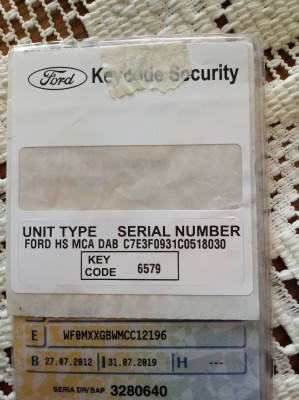 Ford Keycode Security
UNIT TYPE SERIAL NUMBER
FORD HS MCA DAB C7E3F0931C0518030
KEY CODE 6579
E WF0MXXGBWMCC12196
B 27.07.2012 I 31.07.2019 H ---
SERIA DR/BAP 3280640